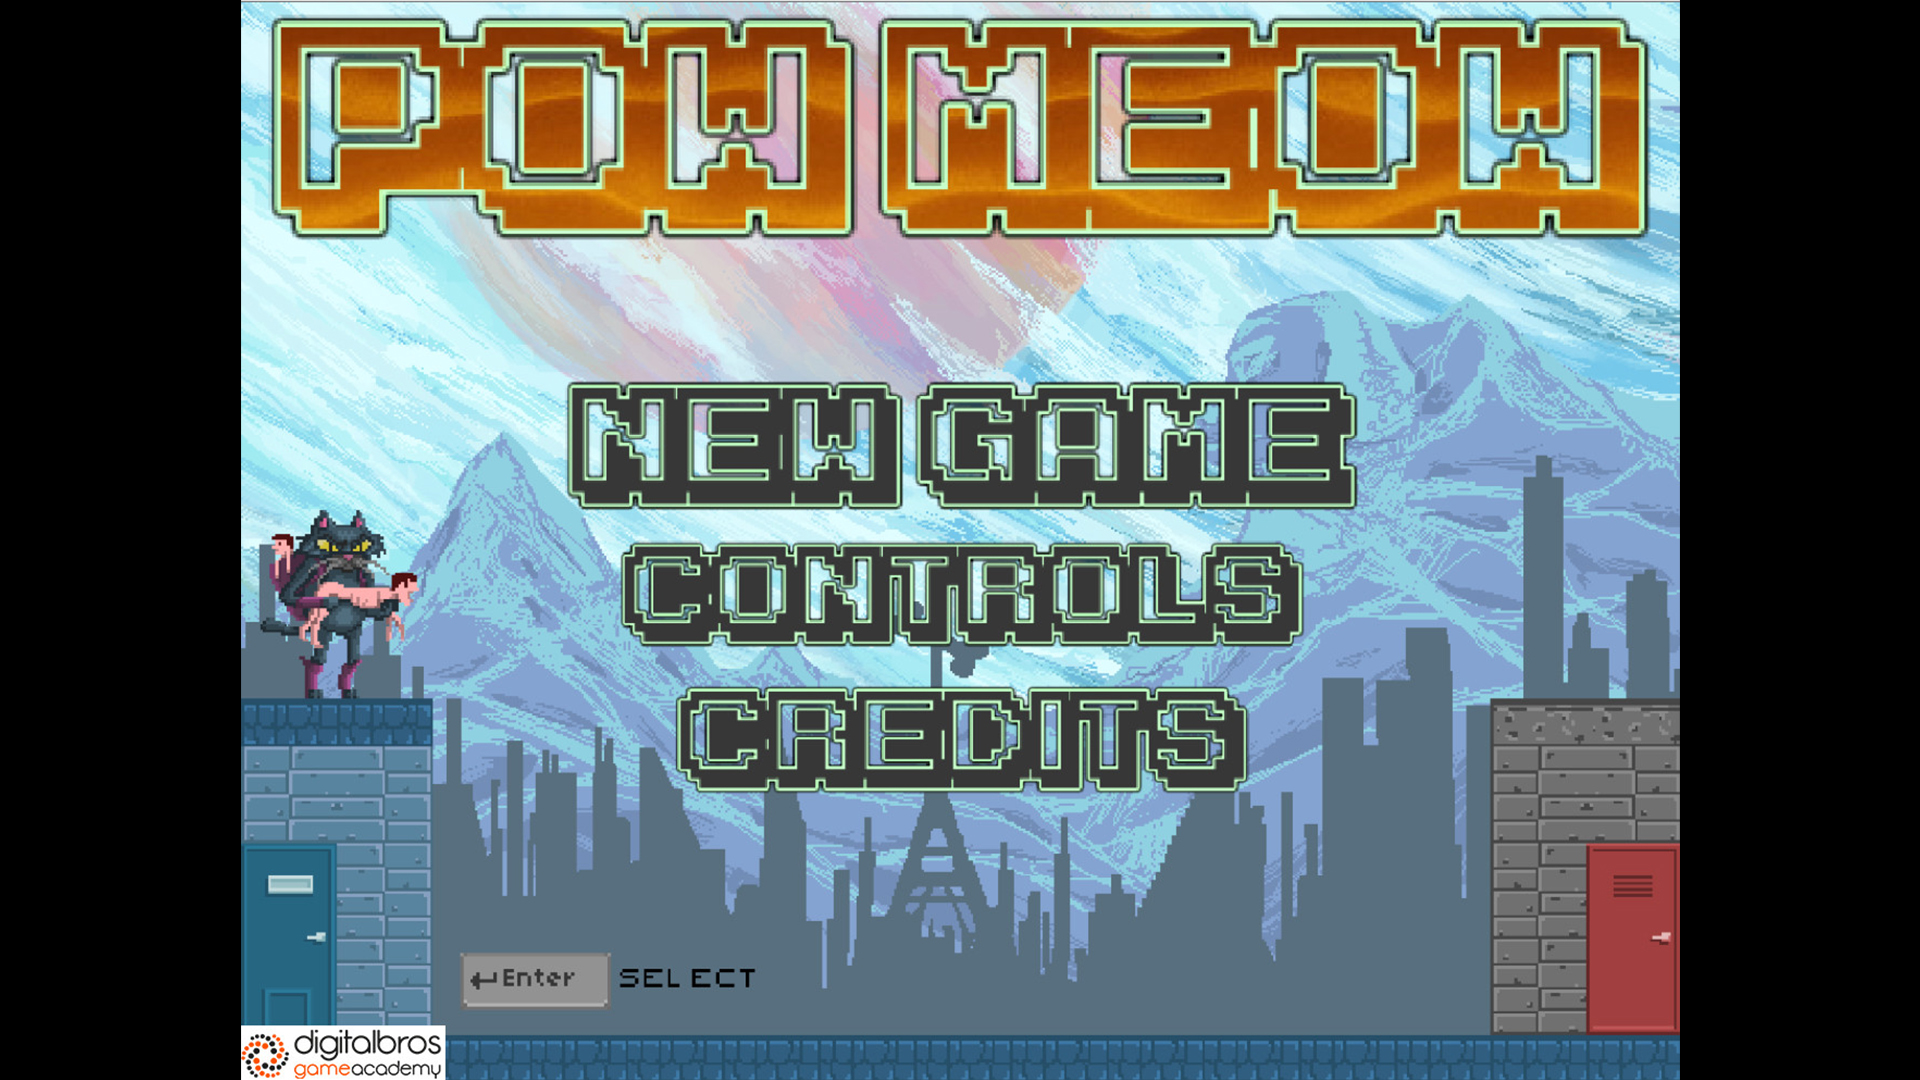 POW MEOW
NEW GAME
CONTROLS
CREDITS
Enter SELECT
digitalbros
gameacademy